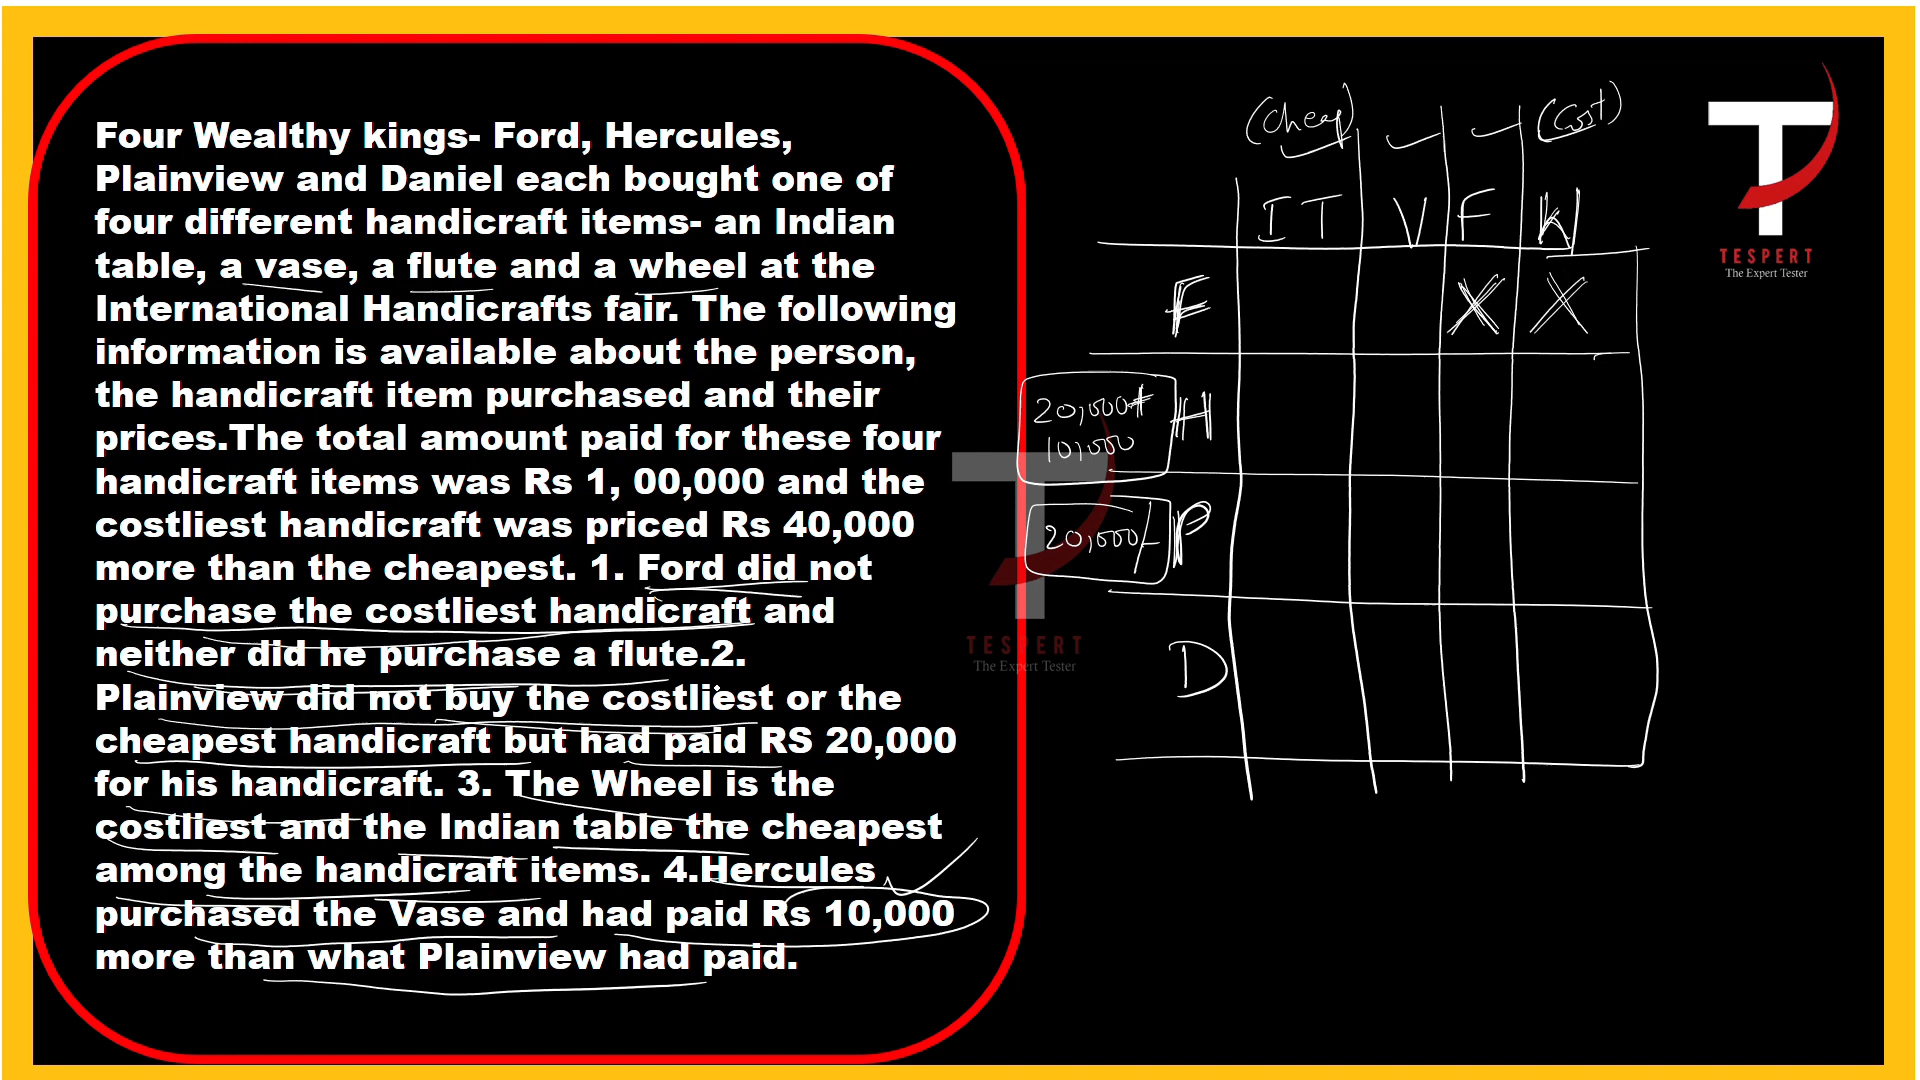 Four Wealthy kings- Ford, Hercules,
Plainview and Daniel each bought one of
four different handicraft items- an Indian
table, a vase, a flute and a wheel at the
International Handicrafts fair. The following
information is available about the person,
the handicraft item purchased and their
prices.The total amount paid for these four
handicraft items was Rs 1, 00,000 and the
costliest handicraft was priced Rs 40,000
more than the cheapest. 1. Ford did not
purchase the costliest handicraft and
neither did he purchase a flute.2.
Plainview did not buy the costliest or the
cheapest handicraft but had paid RS 20,000
for his handicraft. 3. The Wheel is the
costliest and the Indian table the cheapest
among the handicraft items. 4.Hercules
purchased the Vase and had paid Rs 10,000
more than what Plainview had paid.
(Cheap) (Cost)
IT V F W
F X X
20,000+ H
10,000
20,000/- P
D
T
TESPERT
The Expert Tester
T
TESPERT
The Expert Tester